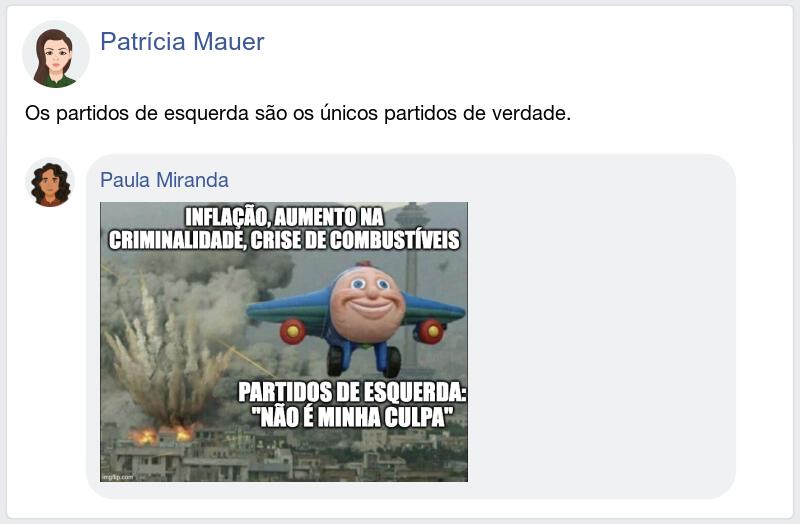 Patrícia Mauer
Os partidos de esquerda são os únicos partidos de verdade.
Paula Miranda
INFLAÇÃO, AUMENTO NA
CRIMINALIDADE, CRISE DE COMBUSTÍVEIS
PARTIDOS DE ESQUERDA:
"NÃO É MINHA CULPA"
imgflip.com